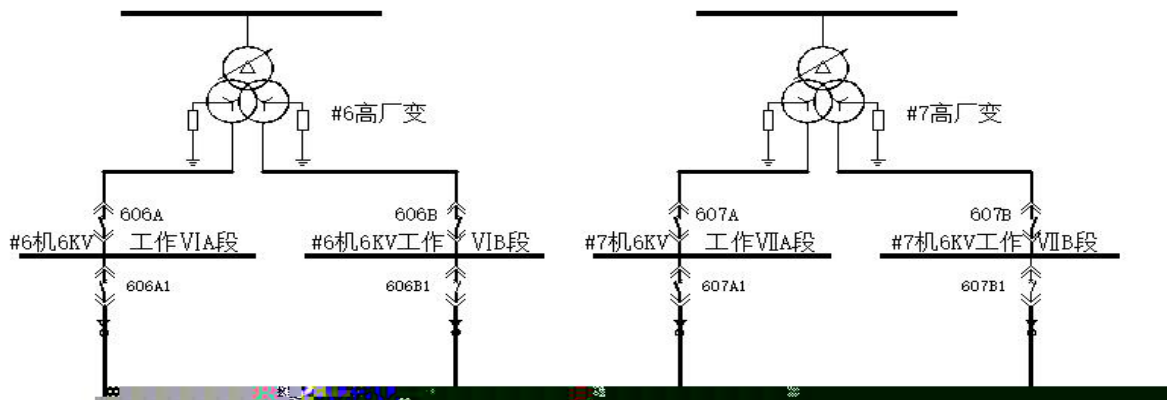 #6高厂变 #7高厂变
606A 606B 607A 607B
#6机6KV 工作ⅥA段 #6机6KV工作 ⅥB段 #7机6KV 工作ⅦA段 #7机6KV工作 ⅦB段
606A1 606B1 607A1 607B1